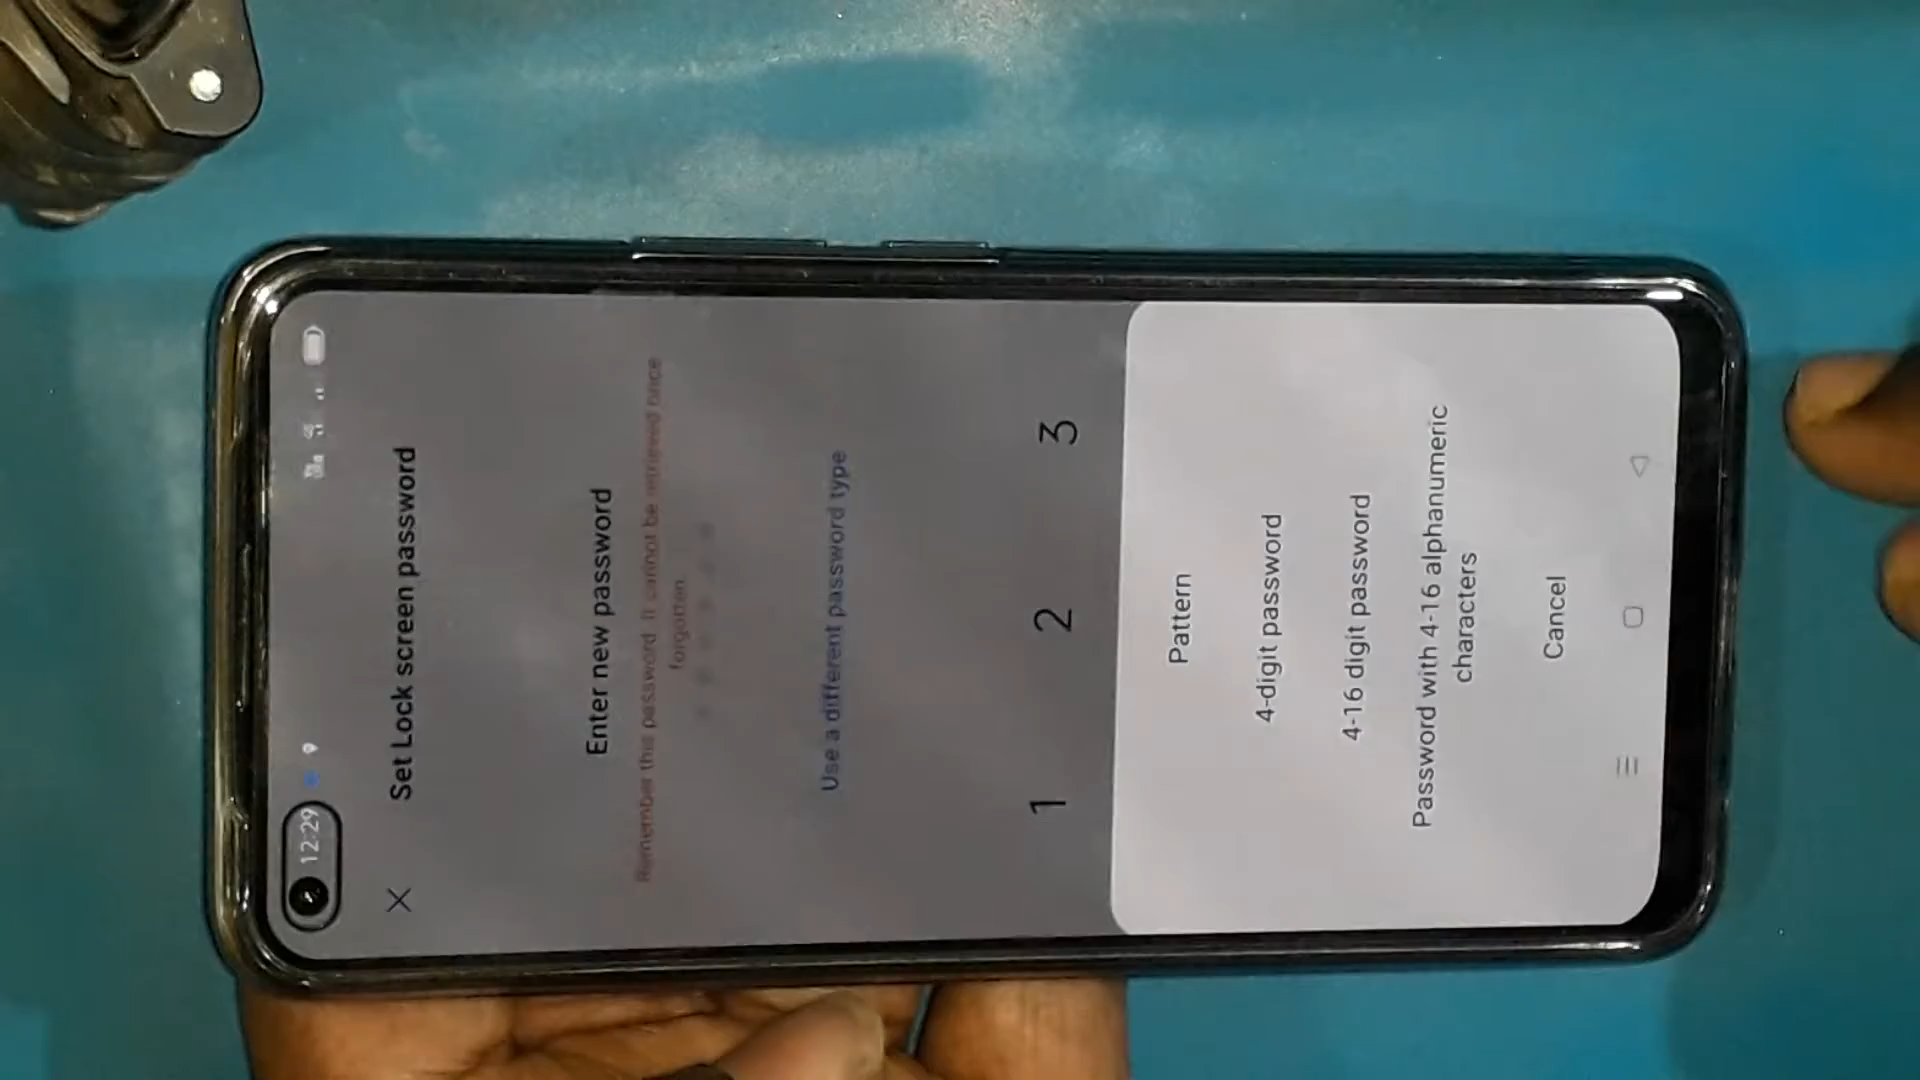 12:29
Set Lock screen password
Enter new password
Remember this password. It cannot be retrieved once
forgotten.
Use a different password type
1 2 3
Pattern
4-digit password
4-16 digit password
Password with 4-16 alphanumeric
characters
Cancel